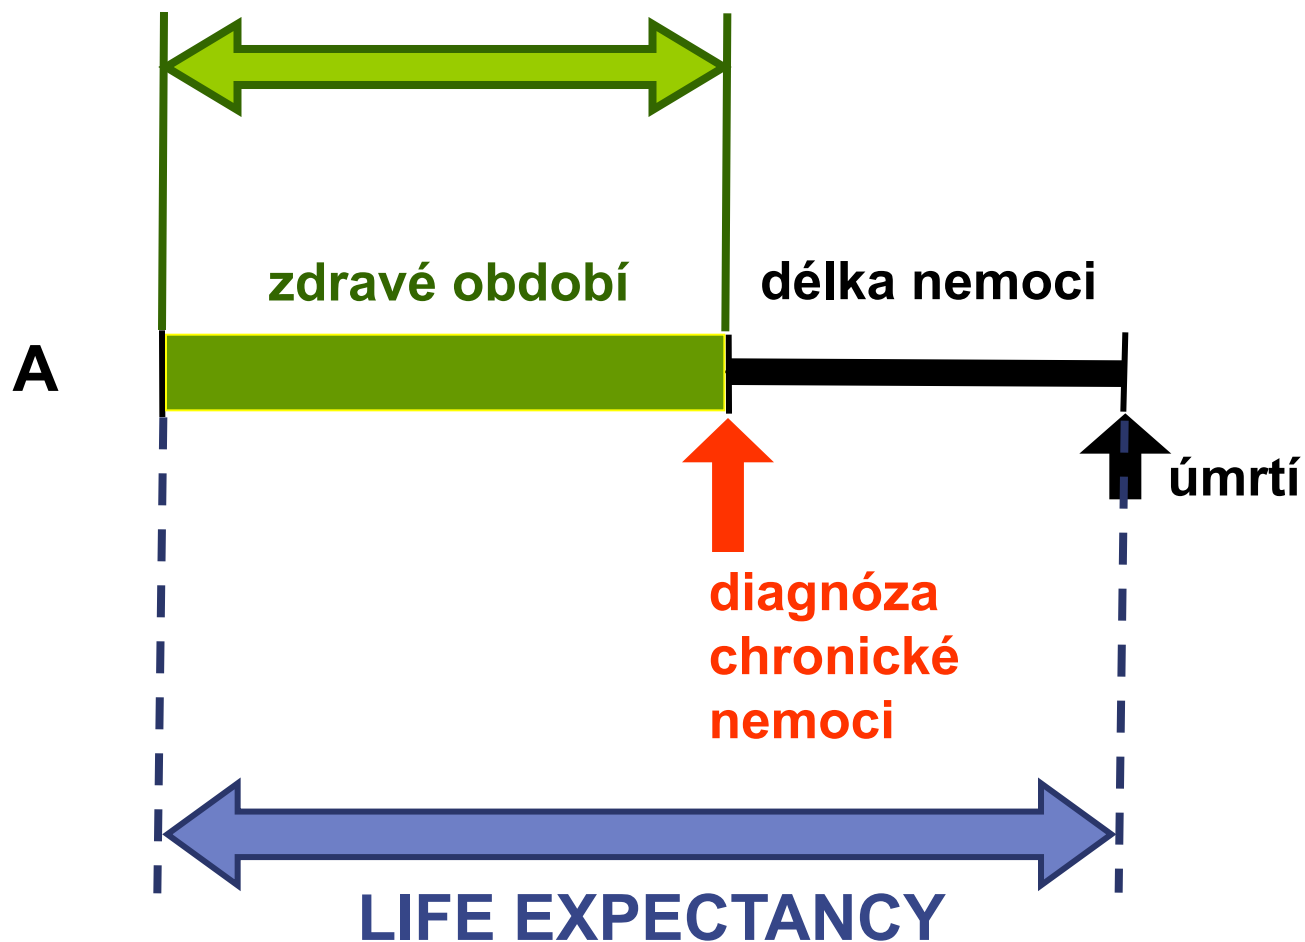 zdravé období
délka nemoci
A
úmrtí
diagnóza
chronické
nemoci
LIFE EXPECTANCY